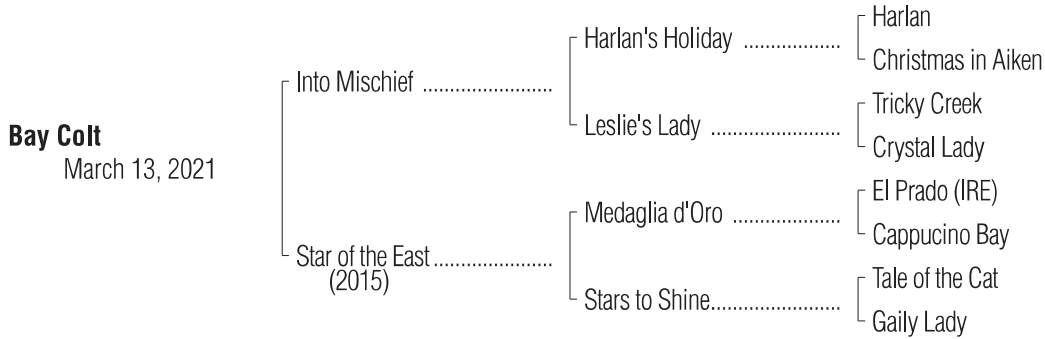 Bay Colt
March 13, 2021
Into Mischief ........................
Star of the East ......................
(2015)
Harlan's Holiday ..................
Leslie's Lady ........................
Medaglia d'Oro ....................
Stars to Shine ........................
Harlan
Christmas in Aiken
Tricky Creek
Crystal Lady
El Prado (IRE)
Cappucino Bay
Tale of the Cat
Gaily Lady